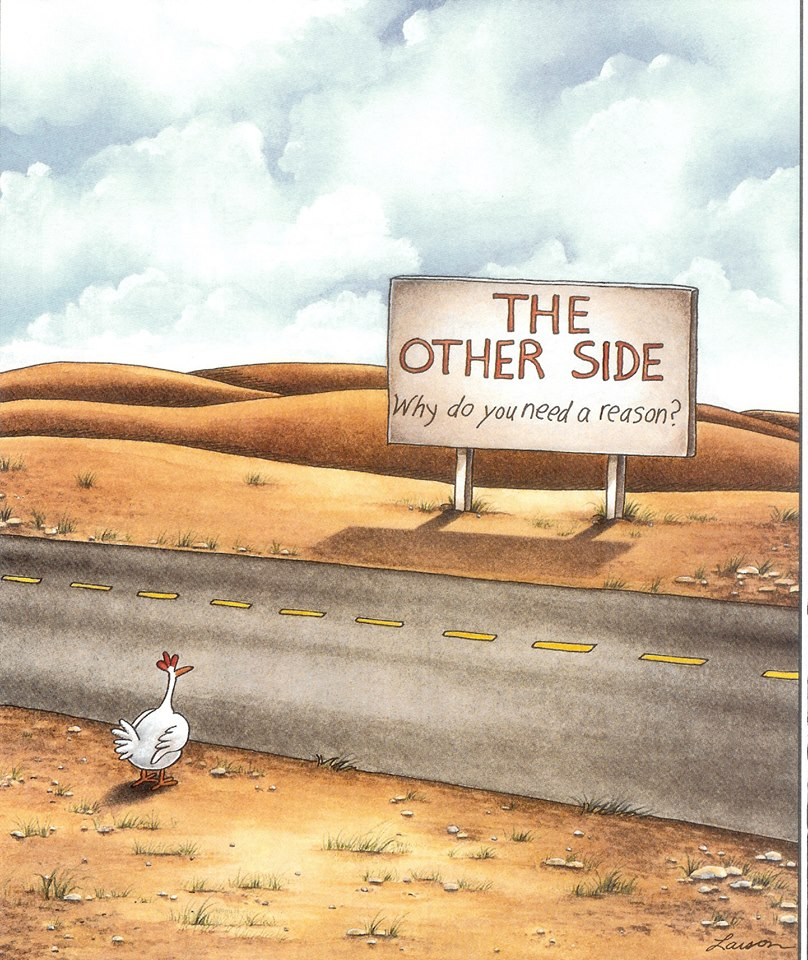 THE
OTHER SIDE
Why do you need a reason?
Larson